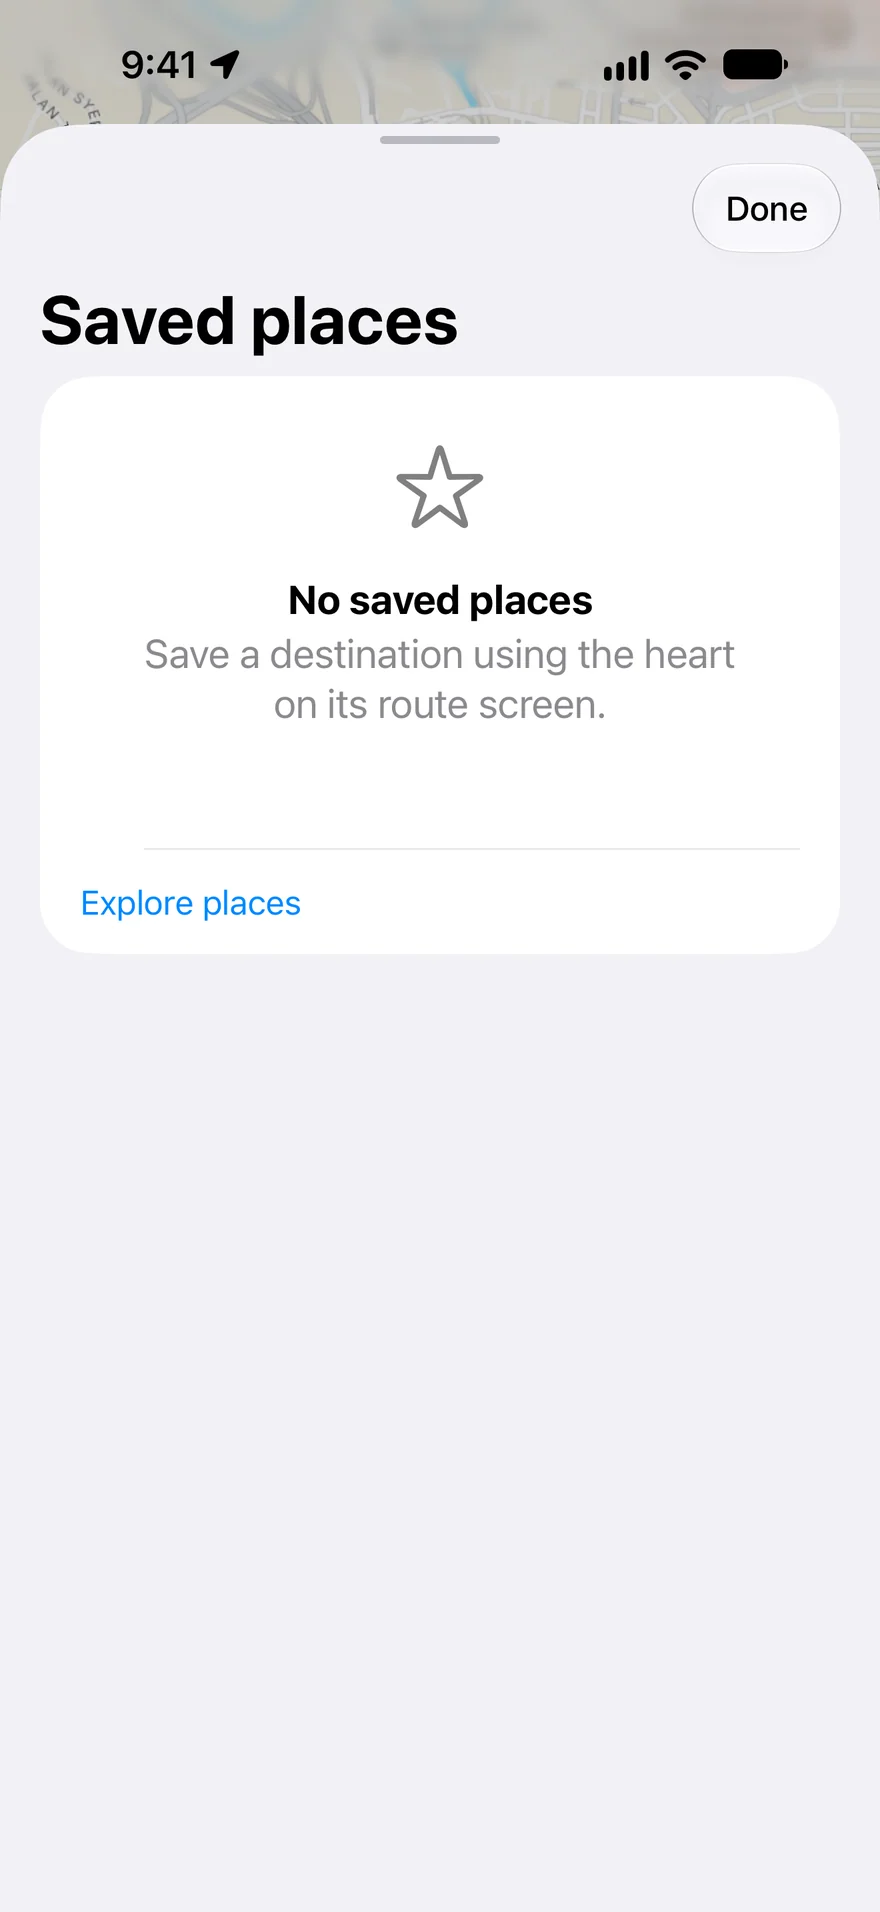 9:41
Done
Saved places
No saved places
Save a destination using the heart
on its route screen.
Explore places